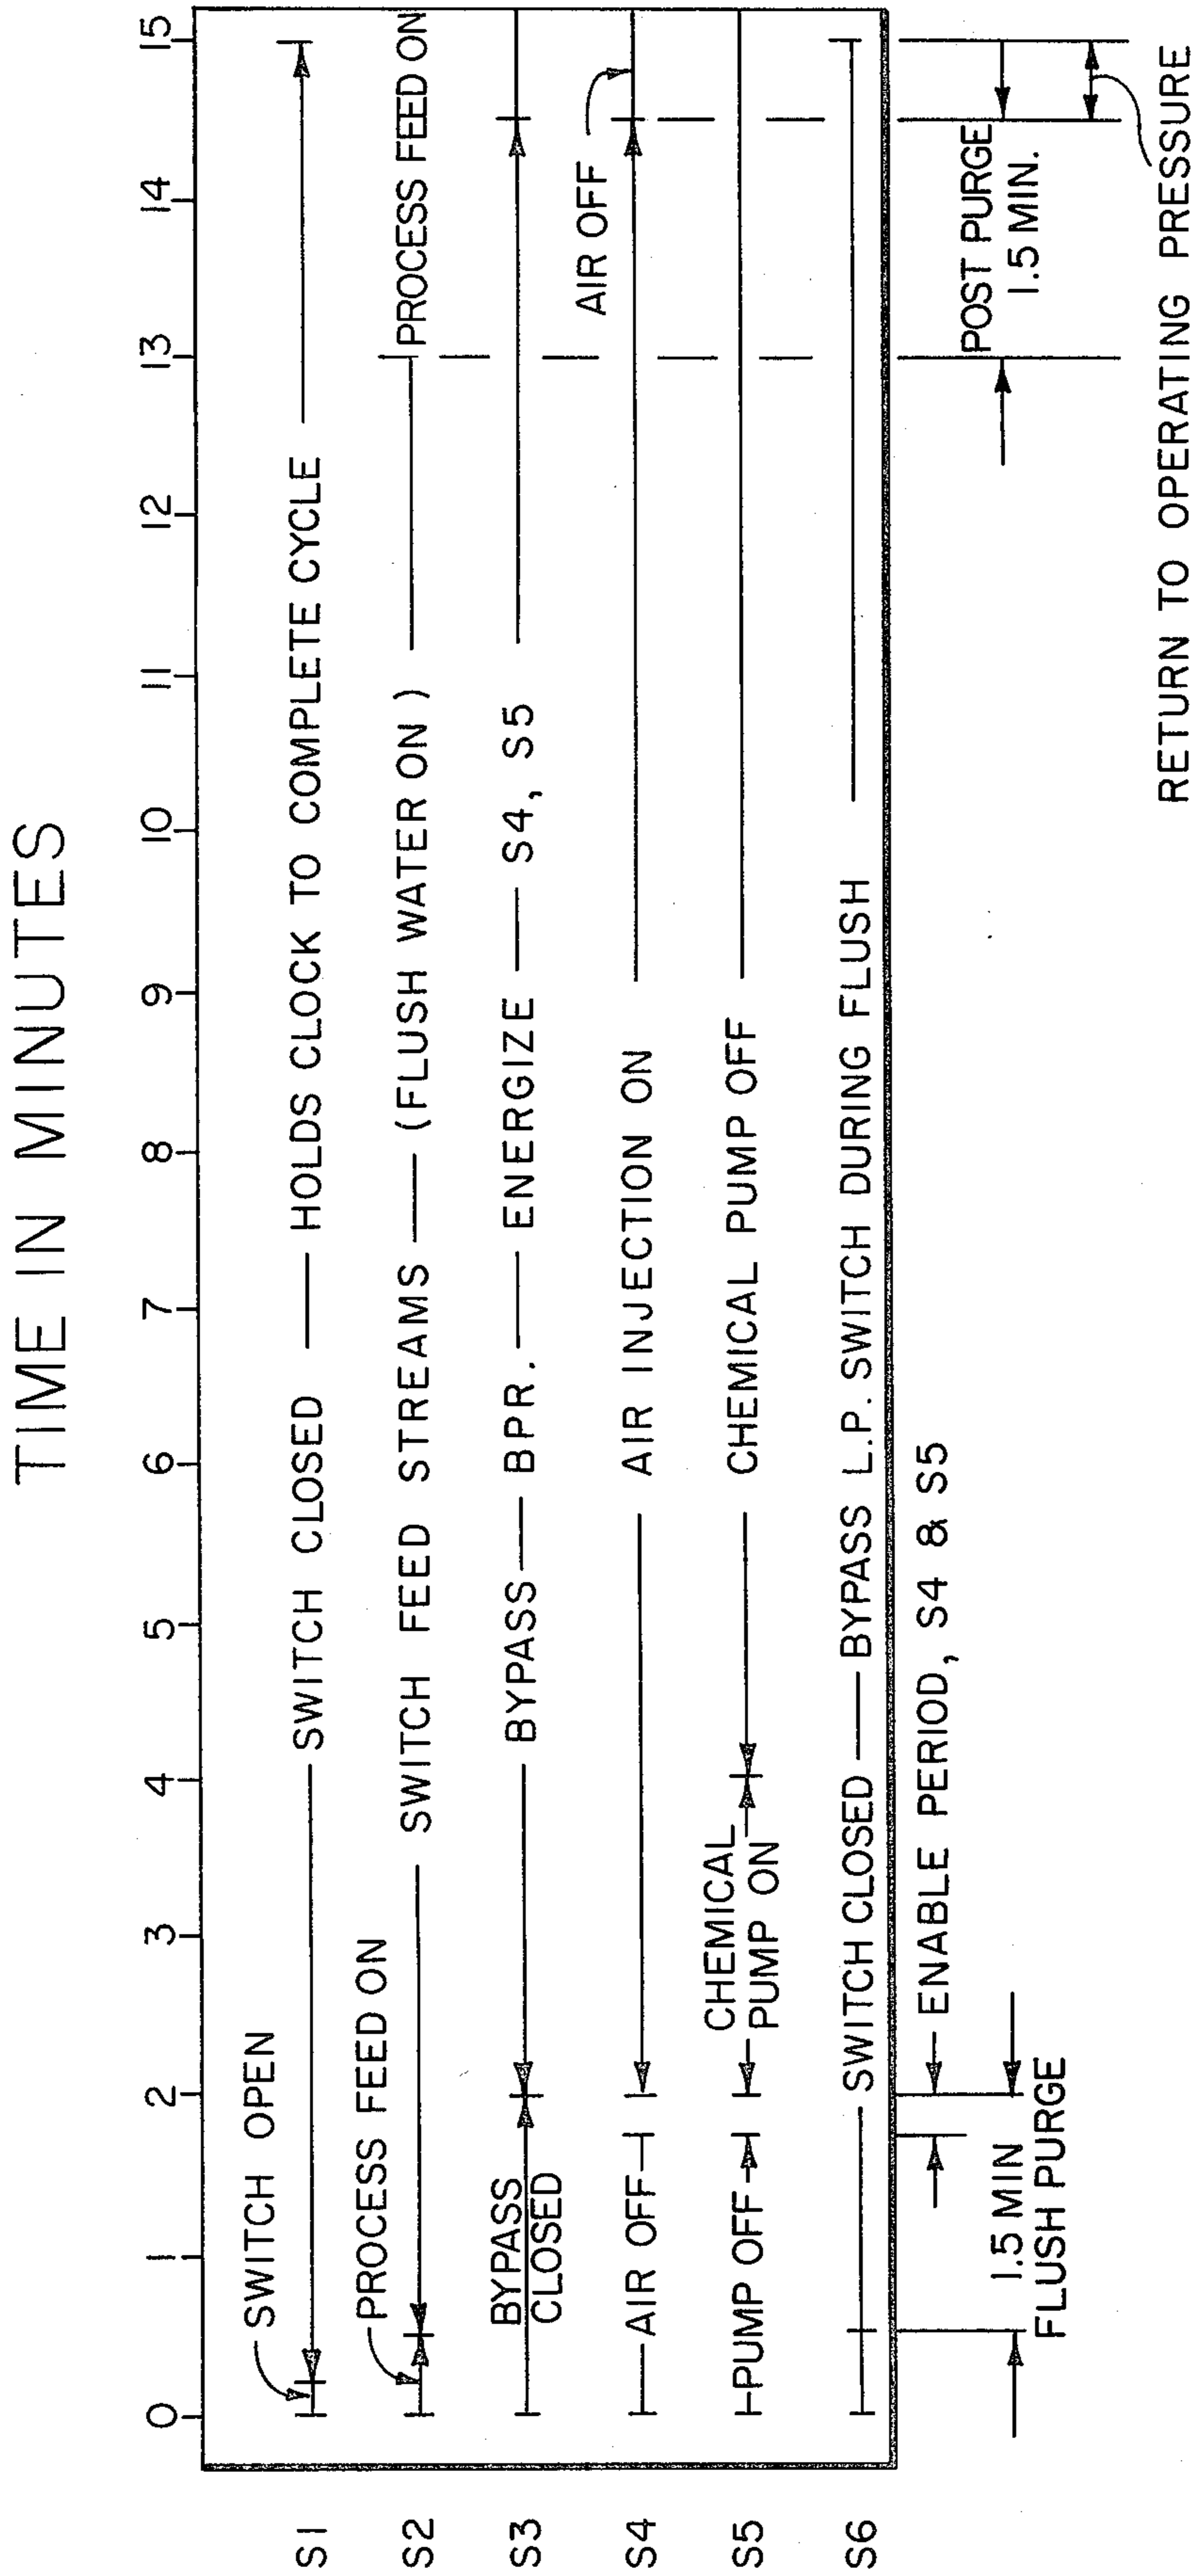 TIME IN MINUTES
0 1 2 3 4 5 6 7 8 9 10 11 12 13 14 15
SWITCH OPEN
S1 SWITCH CLOSED — HOLDS CLOCK TO COMPLETE CYCLE
PROCESS FEED ON
S2 SWITCH FEED STREAMS — (FLUSH WATER ON) PROCESS FEED ON
S3 BYPASS CLOSED BYPASS — BPR. — ENERGIZE — S4, S5
AIR OFF
S4 AIR OFF AIR INJECTION ON
S5 PUMP OFF CHEMICAL PUMP ON CHEMICAL PUMP OFF
S6 SWITCH CLOSED — BYPASS L.P. SWITCH DURING FLUSH
ENABLE PERIOD, S4 & S5
1.5 MIN
FLUSH PURGE
POST PURGE
1.5 MIN.
RETURN TO OPERATING PRESSURE